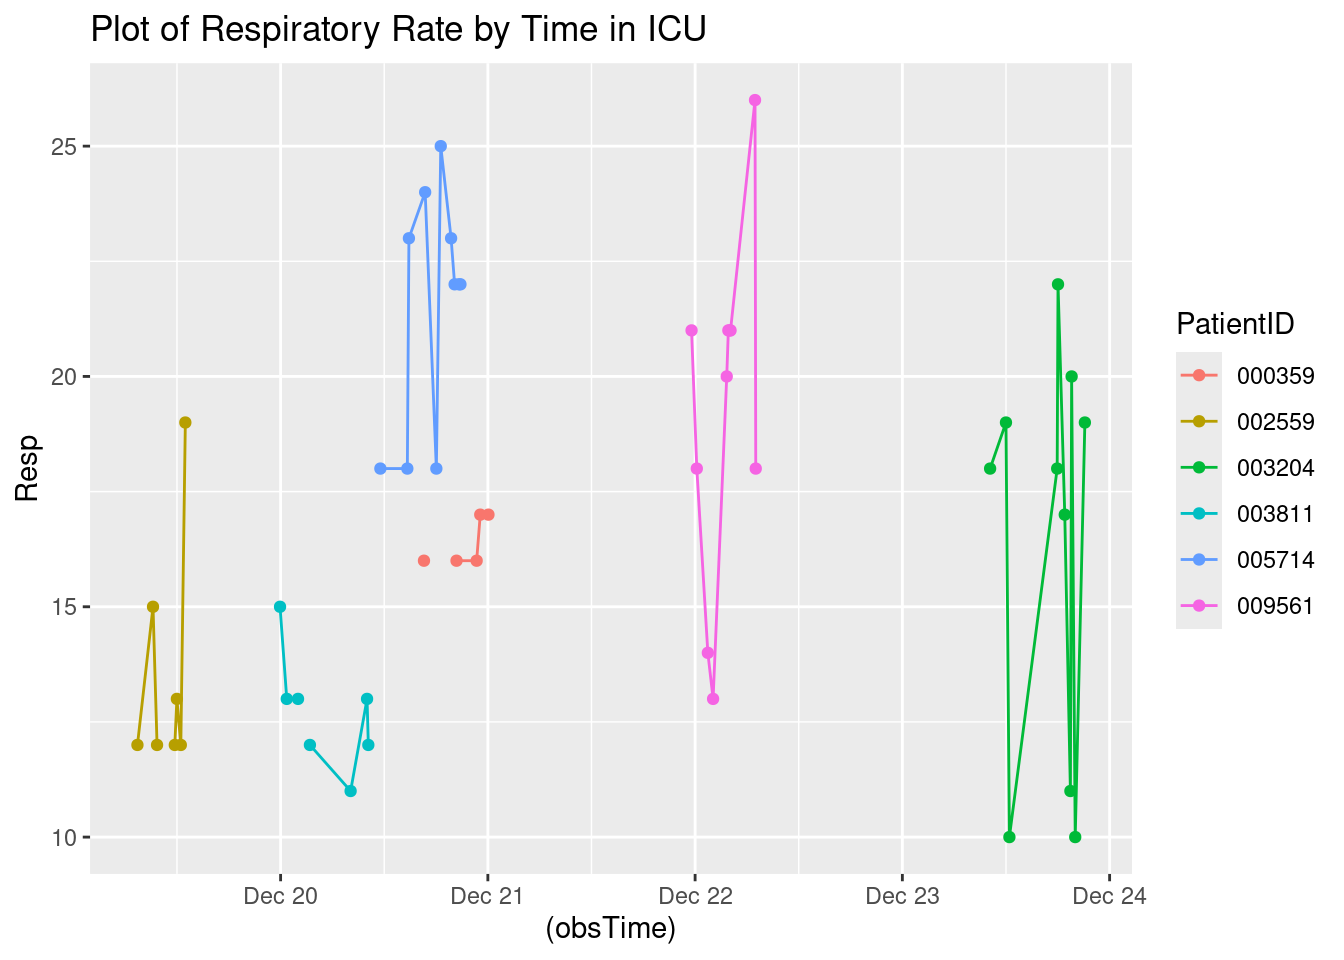 Plot of Respiratory Rate by Time in ICU
Resp
25
20
15
10
Dec 20
Dec 21
Dec 22
Dec 23
Dec 24
(obsTime)
PatientID
000359
002559
003204
003811
005714
009561